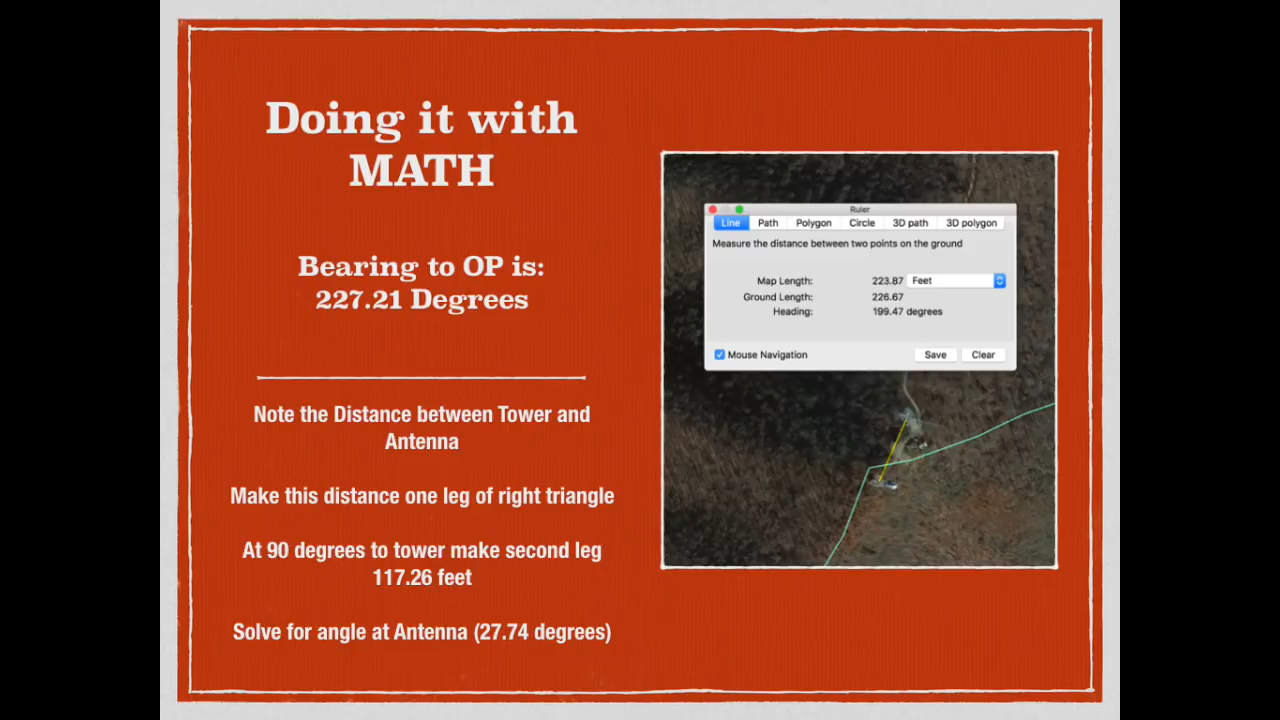 Doing it with
MATH
Bearing to OP is:
227.21 Degrees
Note the Distance between Tower and
Antenna
Make this distance one leg of right triangle
At 90 degrees to tower make second leg
117.26 feet
Solve for angle at Antenna (27.74 degrees)
Ruler
Line Path Polygon Circle 3D path 3D polygon
Measure the distance between two points on the ground
Map Length: 223.87 Feet
Ground Length: 226.67
Heading: 199.47 degrees
Mouse Navigation Save Clear